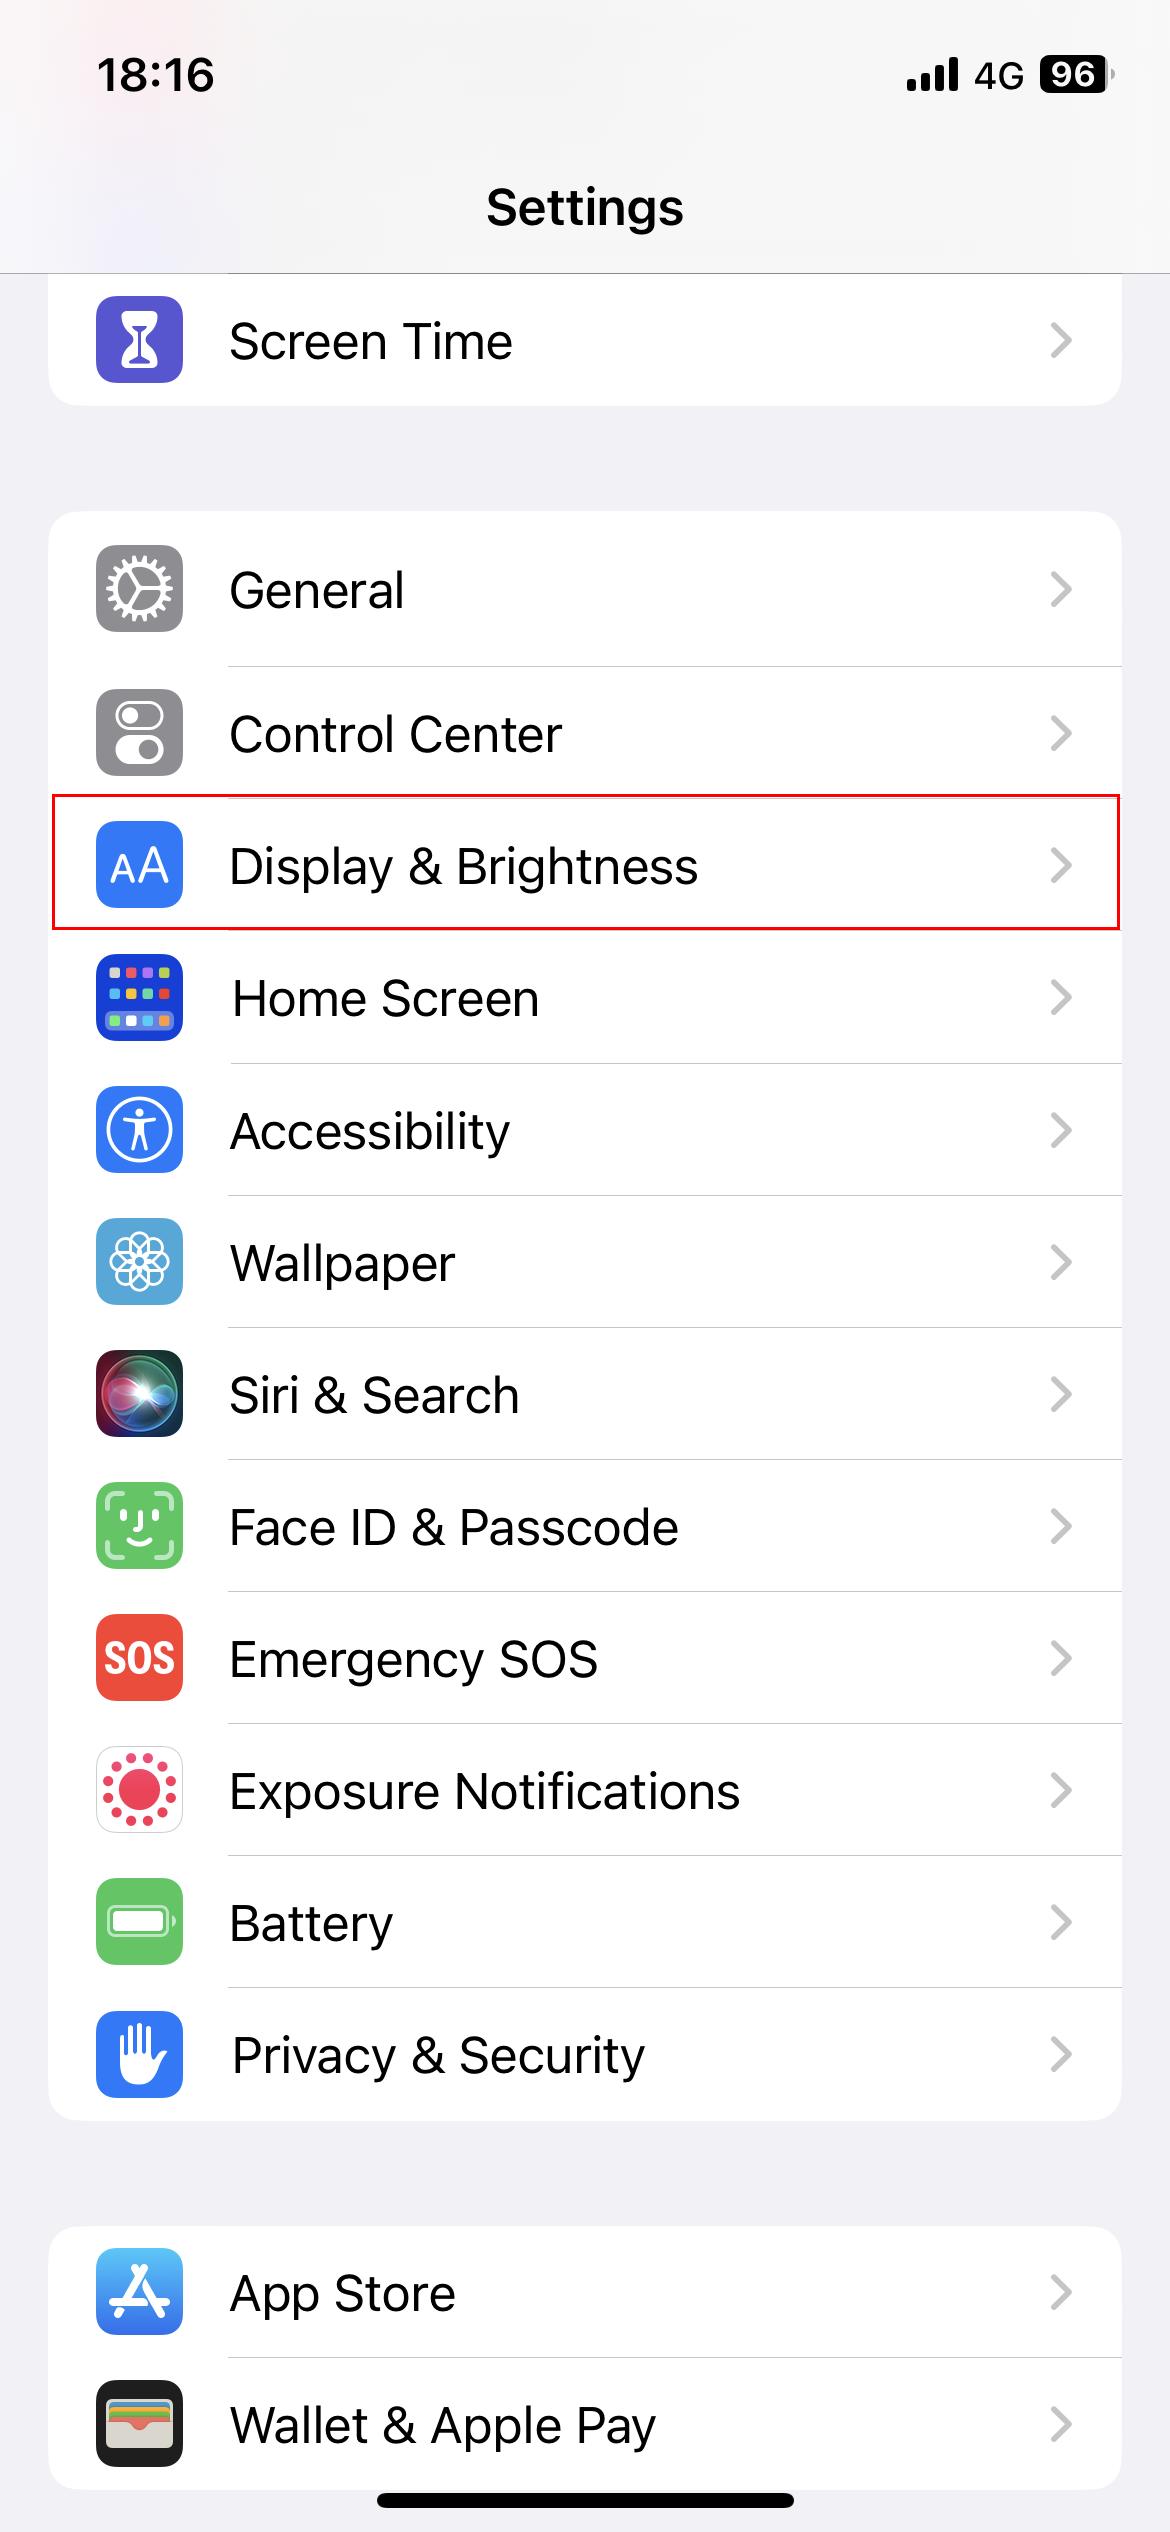 18:16 4G 96
Settings
Screen Time
General
Control Center
AA Display & Brightness
Home Screen
Accessibility
Wallpaper
Siri & Search
Face ID & Passcode
SOS Emergency SOS
Exposure Notifications
Battery
Privacy & Security
App Store
Wallet & Apple Pay